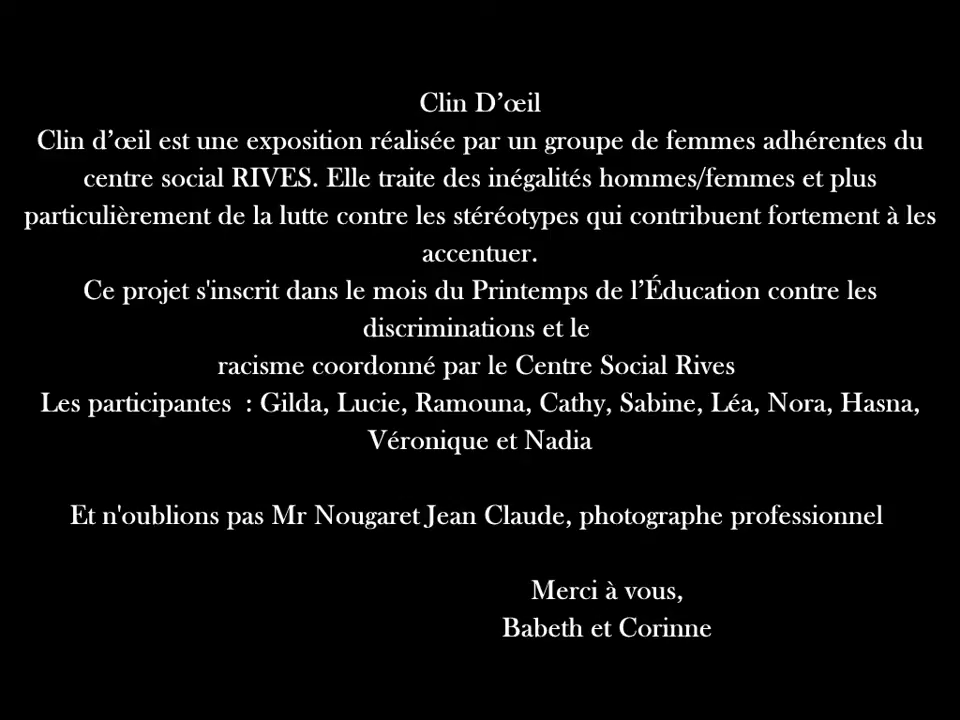 Clin D’œil
Clin d’œil est une exposition réalisée par un groupe de femmes adhérentes du
centre social RIVES. Elle traite des inégalités hommes/femmes et plus
particulièrement de la lutte contre les stéréotypes qui contribuent fortement à les
accentuer.
Ce projet s'inscrit dans le mois du Printemps de l’Éducation contre les
discriminations et le
racisme coordonné par le Centre Social Rives
Les participantes : Gilda, Lucie, Ramouna, Cathy, Sabine, Léa, Nora, Hasna,
Véronique et Nadia
Et n'oublions pas Mr Nougaret Jean Claude, photographe professionnel
Merci à vous,
Babeth et Corinne